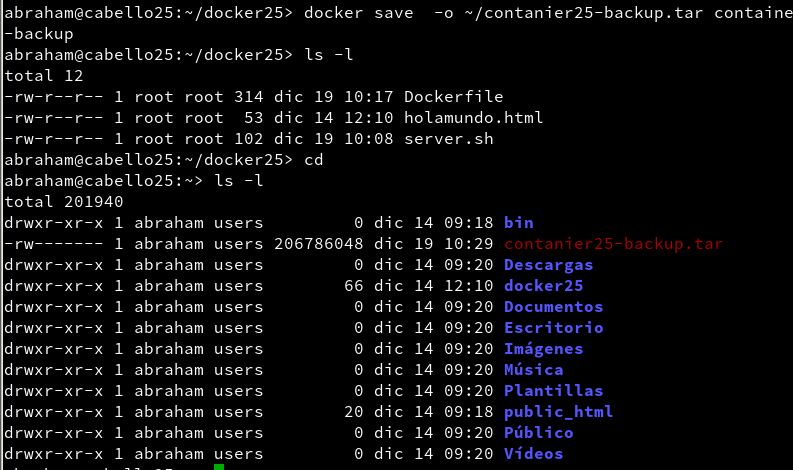 abraham@cabello25:~/docker25> docker save  -o ~/contanier25-backup.tar containe
-backup
abraham@cabello25:~/docker25> ls -l
total 12
-rw-r--r-- 1 root root 314 dic 19 10:17 Dockerfile
-rw-r--r-- 1 root root  53 dic 14 12:10 holamundo.html
-rw-r--r-- 1 root root 102 dic 19 10:08 server.sh
abraham@cabello25:~/docker25> cd
abraham@cabello25:~> ls -l
total 201940
drwxr-xr-x 1 abraham users         0 dic 14 09:18 bin
-rw------- 1 abraham users 206786048 dic 19 10:29 contanier25-backup.tar
drwxr-xr-x 1 abraham users         0 dic 14 09:20 Descargas
drwxr-xr-x 1 abraham users        66 dic 14 12:10 docker25
drwxr-xr-x 1 abraham users         0 dic 14 09:20 Documentos
drwxr-xr-x 1 abraham users         0 dic 14 09:20 Escritorio
drwxr-xr-x 1 abraham users         0 dic 14 09:20 Imágenes
drwxr-xr-x 1 abraham users         0 dic 14 09:20 Música
drwxr-xr-x 1 abraham users         0 dic 14 09:20 Plantillas
drwxr-xr-x 1 abraham users        20 dic 14 09:18 public_html
drwxr-xr-x 1 abraham users         0 dic 14 09:20 Público
drwxr-xr-x 1 abraham users         0 dic 14 09:20 Vídeos